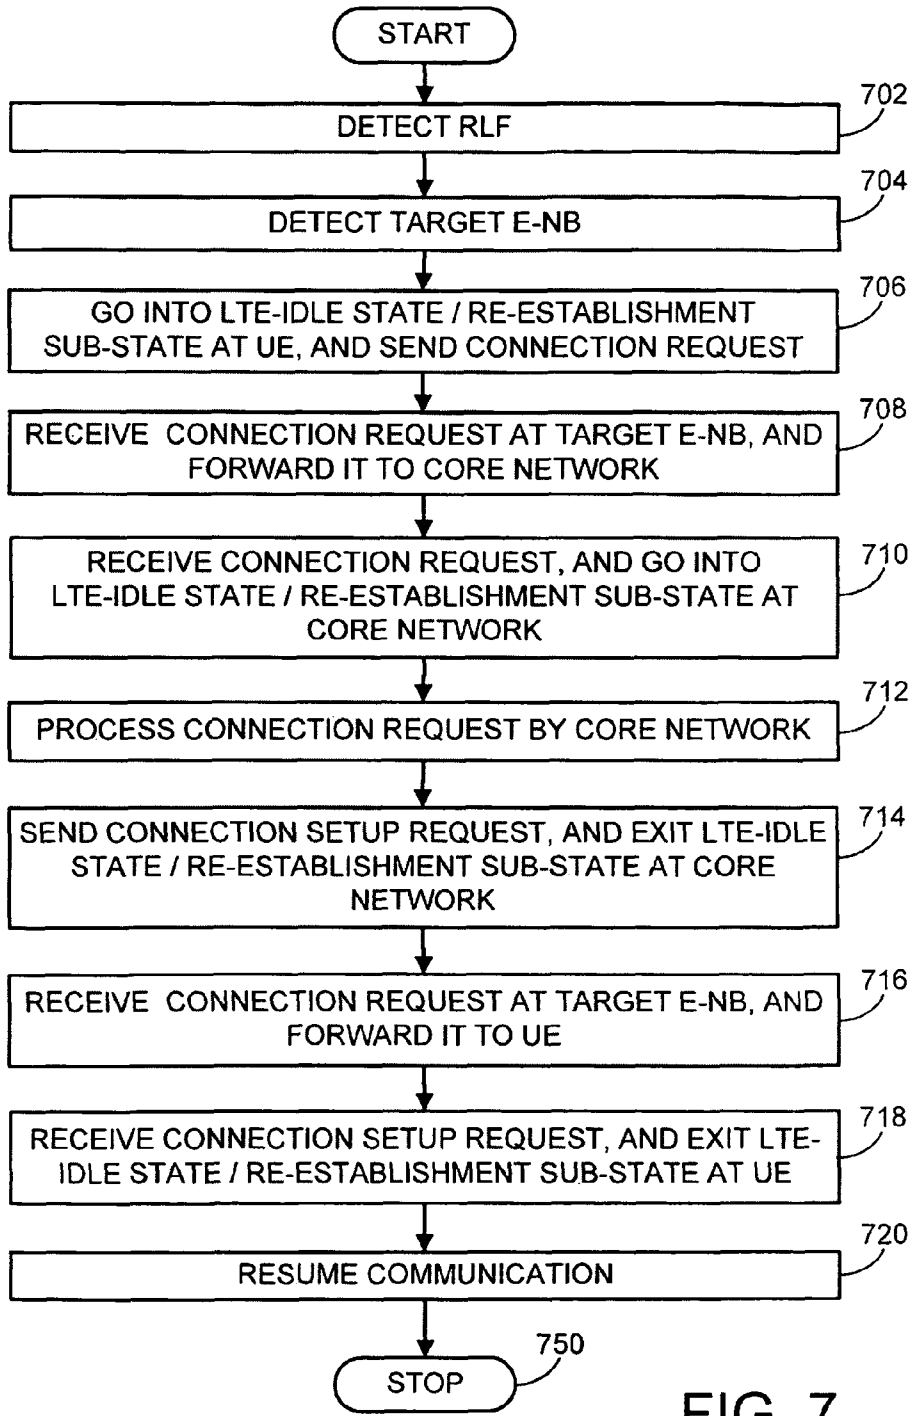 START
702
DETECT RLF
704
DETECT TARGET E-NB
706
GO INTO LTE-IDLE STATE / RE-ESTABLISHMENT
SUB-STATE AT UE, AND SEND CONNECTION REQUEST
708
RECEIVE CONNECTION REQUEST AT TARGET E-NB, AND
FORWARD IT TO CORE NETWORK
710
RECEIVE CONNECTION REQUEST, AND GO INTO
LTE-IDLE STATE / RE-ESTABLISHMENT SUB-STATE AT
CORE NETWORK
712
PROCESS CONNECTION REQUEST BY CORE NETWORK
714
SEND CONNECTION SETUP REQUEST, AND EXIT LTE-IDLE
STATE / RE-ESTABLISHMENT SUB-STATE AT CORE
NETWORK
716
RECEIVE CONNECTION REQUEST AT TARGET E-NB, AND
FORWARD IT TO UE
718
RECEIVE CONNECTION SETUP REQUEST, AND EXIT LTE-
IDLE STATE / RE-ESTABLISHMENT SUB-STATE AT UE
720
RESUME COMMUNICATION
750
STOP
FIG. 7